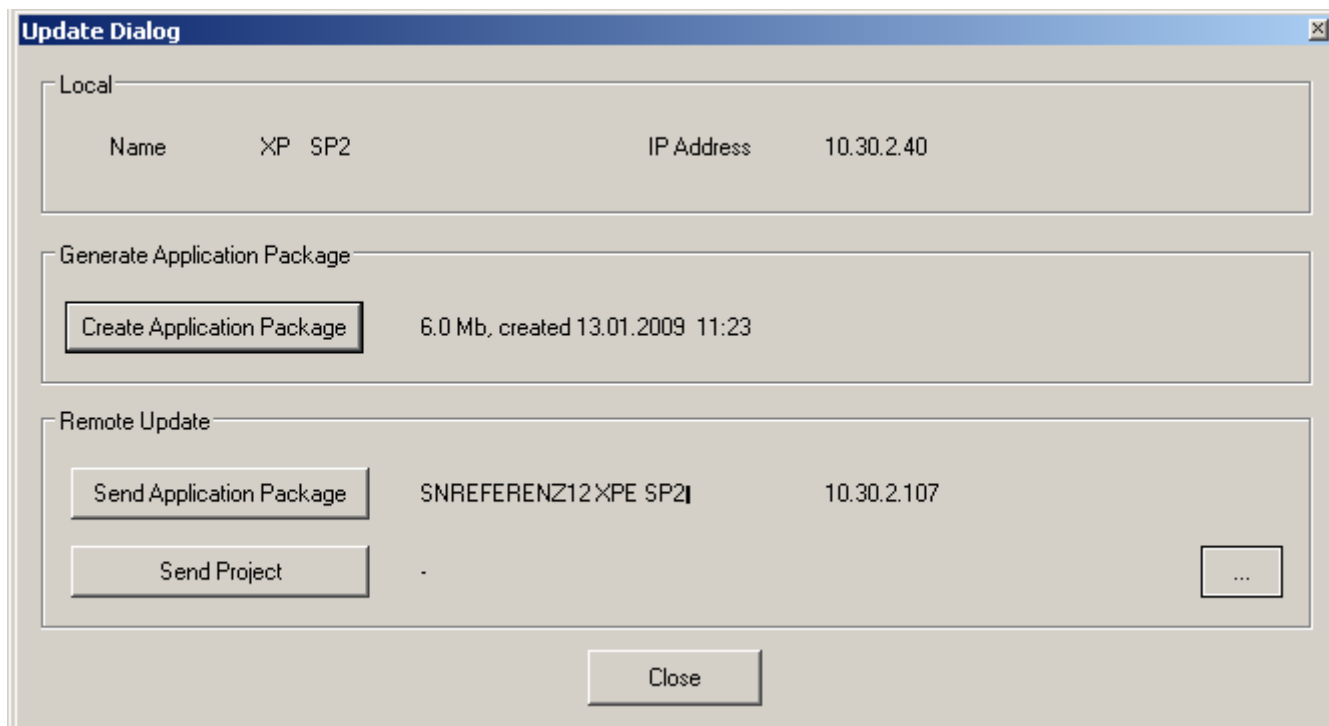 Update Dialog
Local
Name XP SP2 IP Address 10.30.2.40
Generate Application Package
Create Application Package 6.0 Mb, created 13.01.2009 11:23
Remote Update
Send Application Package SNREFERENZ12 XPE SP2 10.30.2.107
Send Project - ...
Close